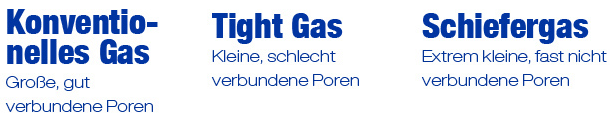 Konventio-
nelles Gas
Große, gut
verbundene Poren
Tight Gas
Kleine, schlecht
verbundene Poren
Schiefergas
Extrem kleine, fast nicht
verbundene Poren